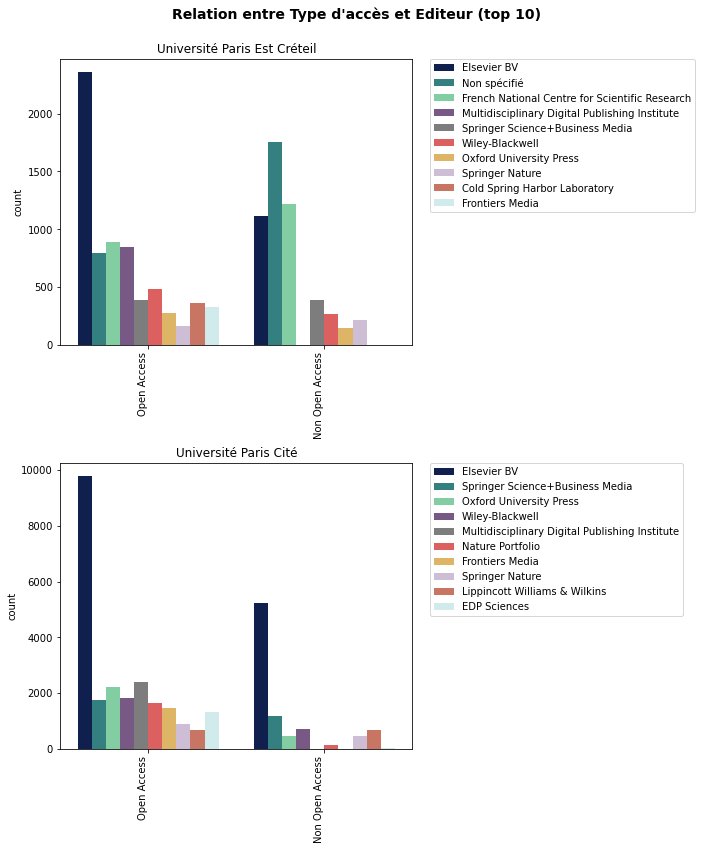 Relation entre Type d'accès et Editeur (top 10)
Université Paris Est Créteil
count
2000
1500
1000
500
0
Open Access
Non Open Access
Elsevier BV
Non spécifié
French National Centre for Scientific Research
Multidisciplinary Digital Publishing Institute
Springer Science+Business Media
Wiley-Blackwell
Oxford University Press
Springer Nature
Cold Spring Harbor Laboratory
Frontiers Media
Université Paris Cité
count
10000
8000
6000
4000
2000
0
Open Access
Non Open Access
Elsevier BV
Springer Science+Business Media
Oxford University Press
Wiley-Blackwell
Multidisciplinary Digital Publishing Institute
Nature Portfolio
Frontiers Media
Springer Nature
Lippincott Williams & Wilkins
EDP Sciences